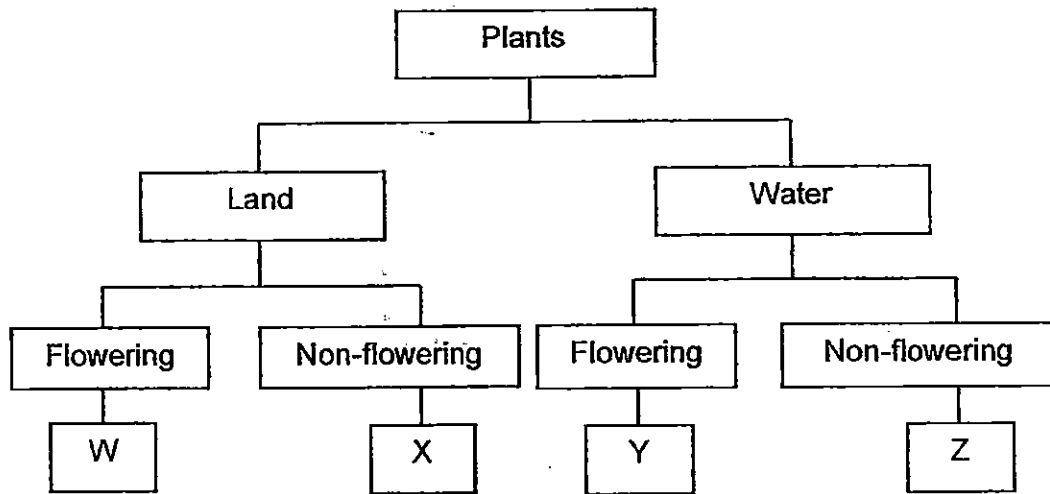 Plants
Land
Water
Flowering
Non-flowering
Flowering
Non-flowering
W
X
Y
Z